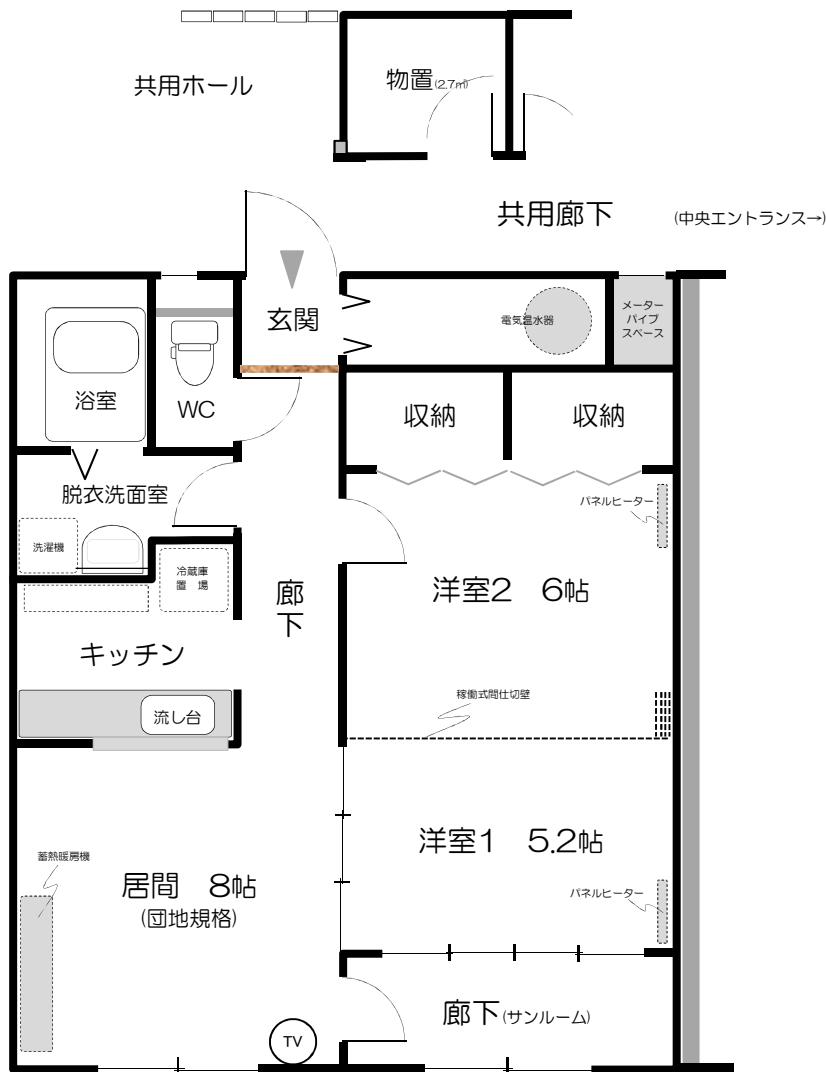 共用ホール
物置(2.7㎡)
共用廊下
(中央エントランス→)
玄関
電気温水器
メーター
パイプ
スペース
浴室
WC
収納
収納
脱衣洗面室
パネルヒーター
洗濯機
冷蔵庫
置 場
廊
下
洋室2 6帖
キッチン
稼働式間仕切壁
流し台
洋室1 5.2帖
蓄熱暖房機
居間 8帖
(団地規格)
パネルヒーター
廊下(サンルーム)
TV